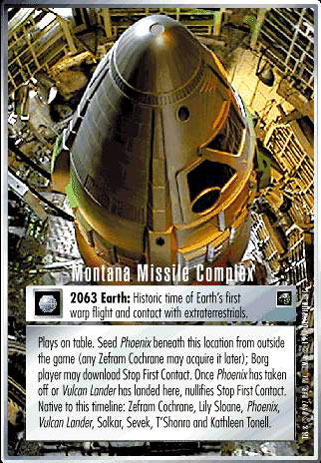 Montana Missile Complex
2063 Earth: Historic time of Earth's first
warp flight and contact with extraterrestrials.
Plays on table. Seed Phoenix beneath this location from outside
the game (any Zefram Cochrane may acquire it later); Borg
player may download Stop First Contact. Once Phoenix has taken
off or Vulcan Lander has landed here, nullifies Stop First Contact.
Native to this timeline: Zefram Cochrane, Lily Sloane, Phoenix,
Vulcan Lander, Solkar, Sevek, T'Shonra and Kathleen Tonell.